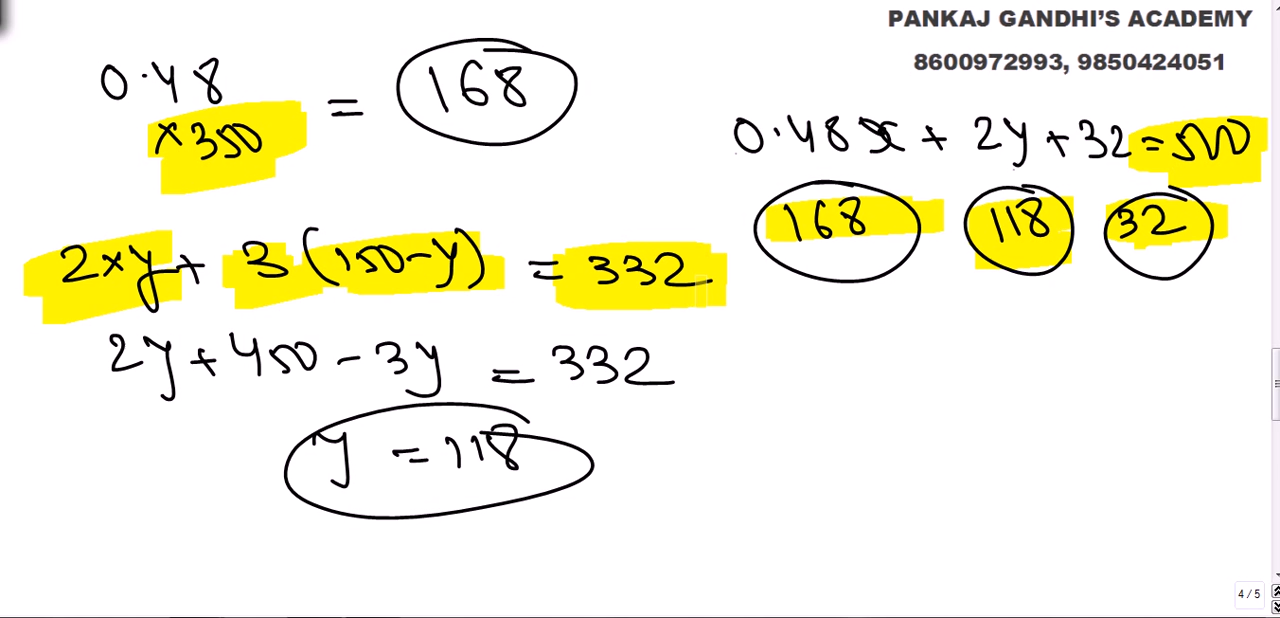 PANKAJ GANDHI'S ACADEMY
8600972993, 9850424051
0.48
×350 = 168
0.48x + 2y + 32 = 500
168 118 32
2×y + 3(150-y) = 332
2y + 450 - 3y = 332
y = 118
4 / 5